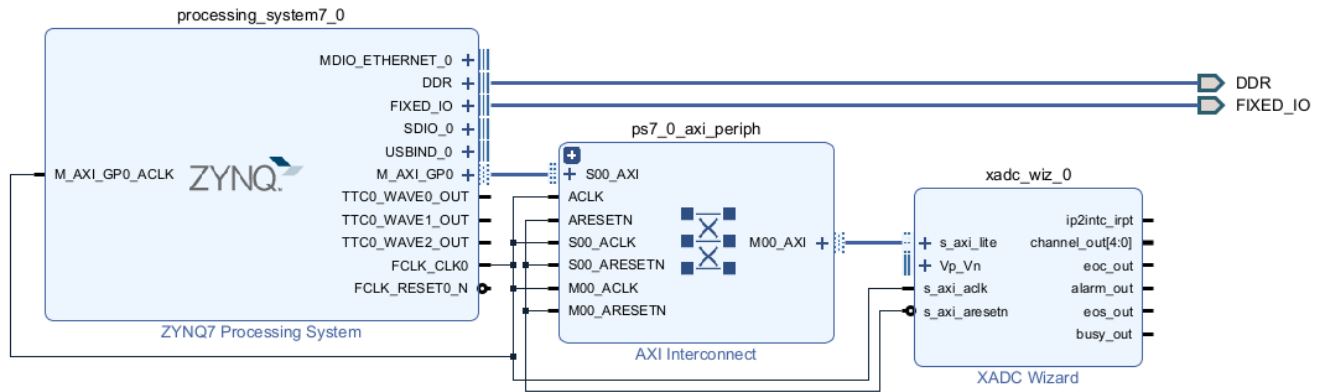 processing_system7_0
MDIO_ETHERNET_0
DDR
FIXED_IO
SDIO_0
USBIND_0
M_AXI_GP0
M_AXI_GP0_ACLK
ZYNQ.
TTC0_WAVE0_OUT
TTC0_WAVE1_OUT
TTC0_WAVE2_OUT
FCLK_CLK0
FCLK_RESET0_N
ZYNQ7 Processing System
DDR
FIXED_IO
ps7_0_axi_periph
S00_AXI
ACLK
ARESETN
S00_ACLK
M00_AXI
S00_ARESETN
M00_ACLK
M00_ARESETN
AXI Interconnect
xadc_wiz_0
ip2intc_irpt
s_axi_lite
channel_out[4:0]
Vp_Vn
eoc_out
s_axi_aclk
alarm_out
s_axi_aresetn
eos_out
busy_out
XADC Wizard